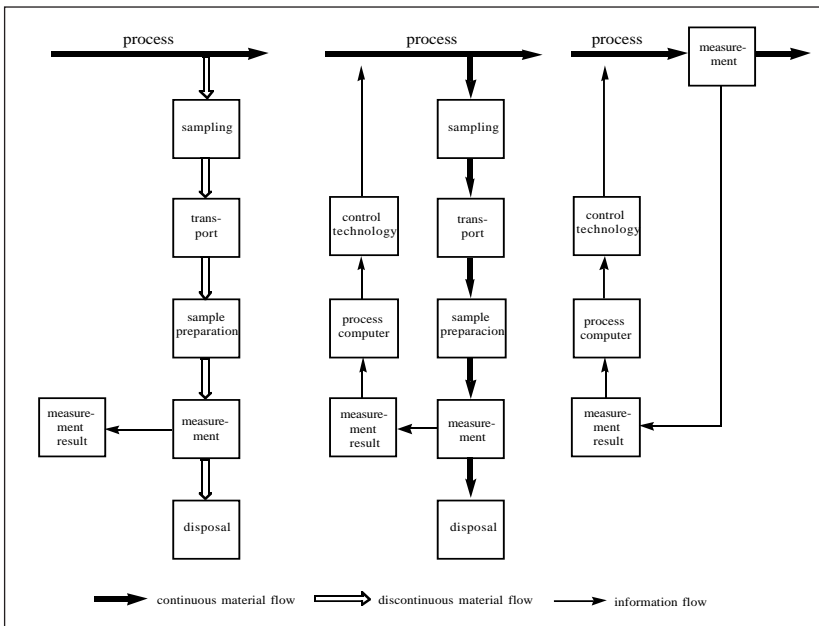 process
sampling
trans-
port
sample
preparation
measure-
ment
measure-
ment
result
disposal
process
sampling
control
technology
trans-
port
process
computer
sample
preparacion
measure-
ment
result
measure-
ment
disposal
process
measure-
ment
control
technology
process
computer
measure-
ment
result
continuous material flow
discontinuous material flow
information flow